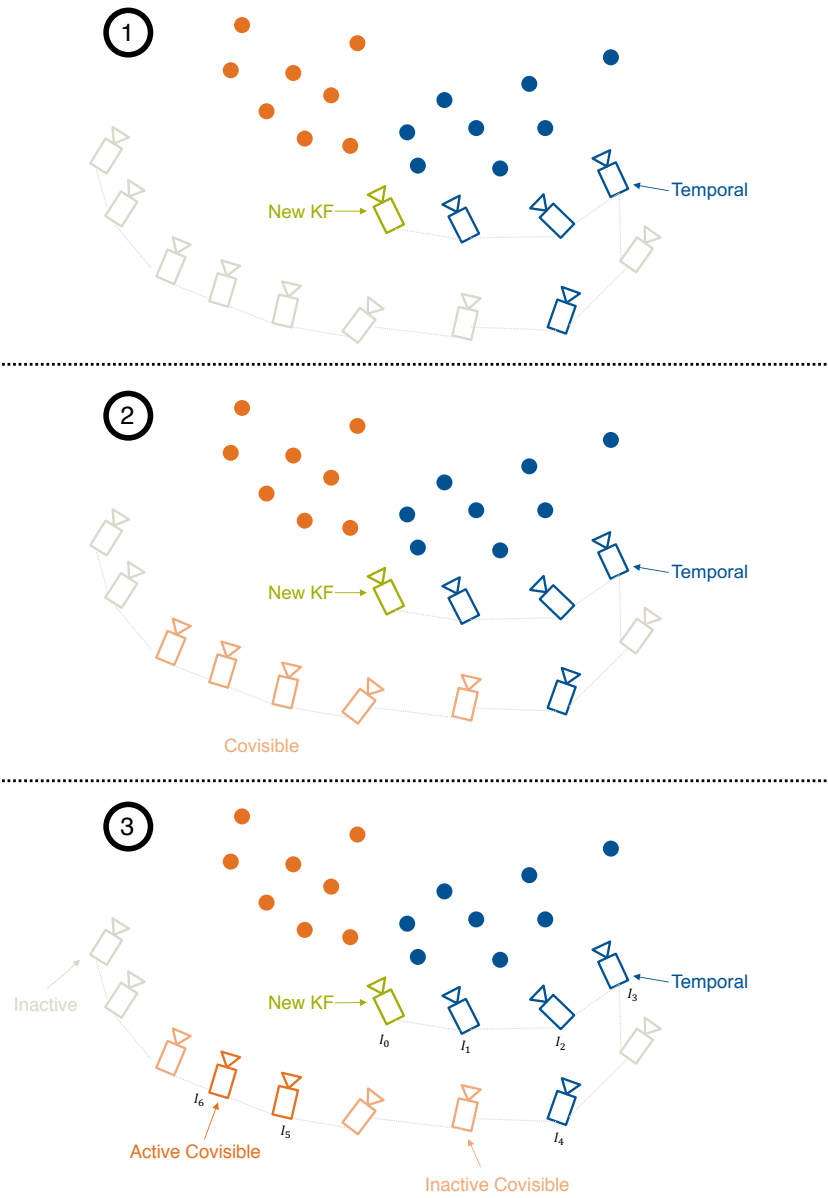 1
Temporal
New KF
2
Temporal
New KF
Covisible
3
Temporal
I₃
Inactive
New KF
I₀
I₁
I₂
I₆
I₅
I₄
Active Covisible
Inactive Covisible